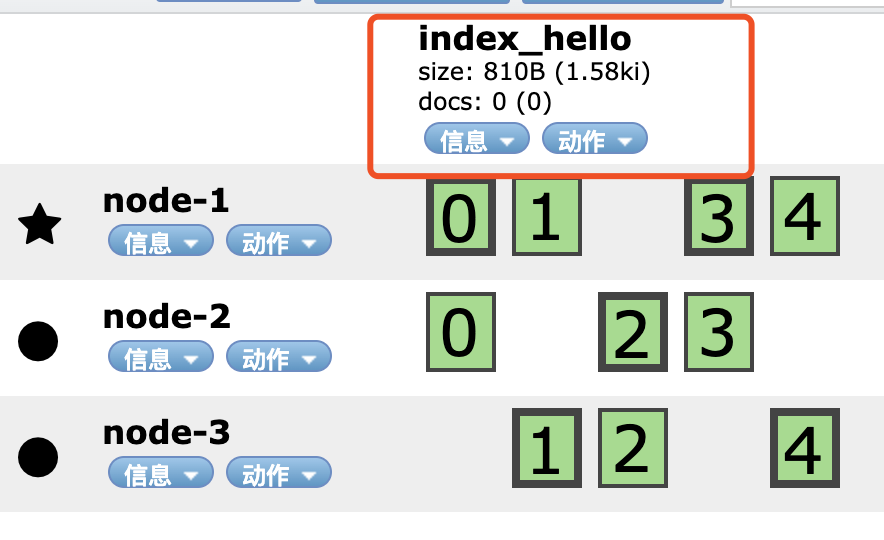 index_hello
size: 810B (1.58ki)
docs: 0 (0)
信息 动作
node-1
信息 动作
0 1 3 4
node-2
信息 动作
0 2 3
node-3
信息 动作
1 2 4